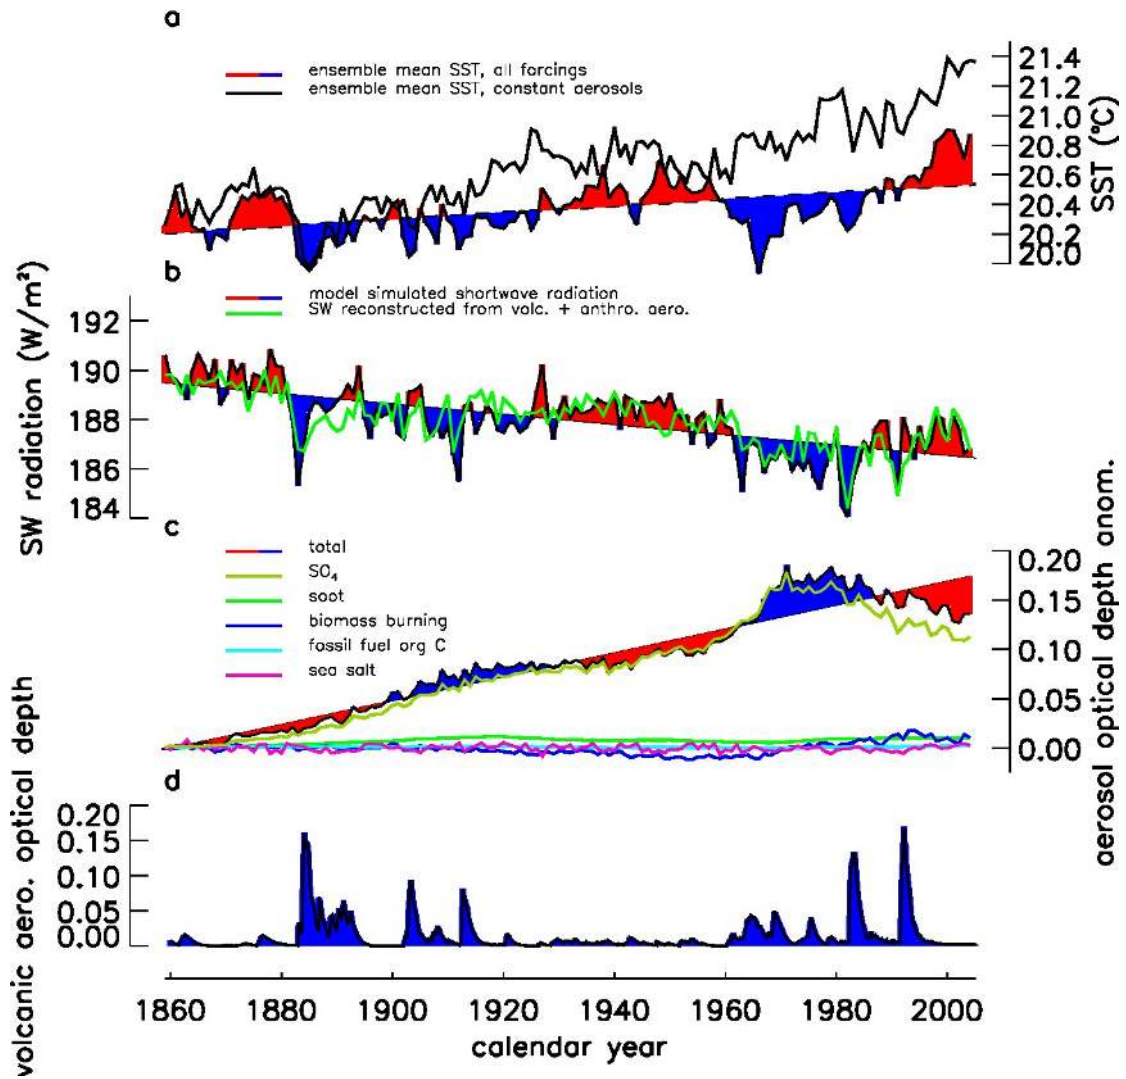 a
ensemble mean SST, all forcings
ensemble mean SST, constant aerosols
21.4
21.2
21.0
20.8
20.6
20.4
20.2
20.0
SST (°C)
b
model simulated shortwave radiation
SW reconstructed from volc. + anthro. aero.
192
190
188
186
184
SW radiation (W/m²)
c
total
SO₄
soot
biomass burning
fossil fuel org C
sea salt
0.20
0.15
0.10
0.05
0.00
aerosol optical depth anom.
d
0.20
0.15
0.10
0.05
0.00
volcanic aero. optical depth
1860 1880 1900 1920 1940 1960 1980 2000
calendar year